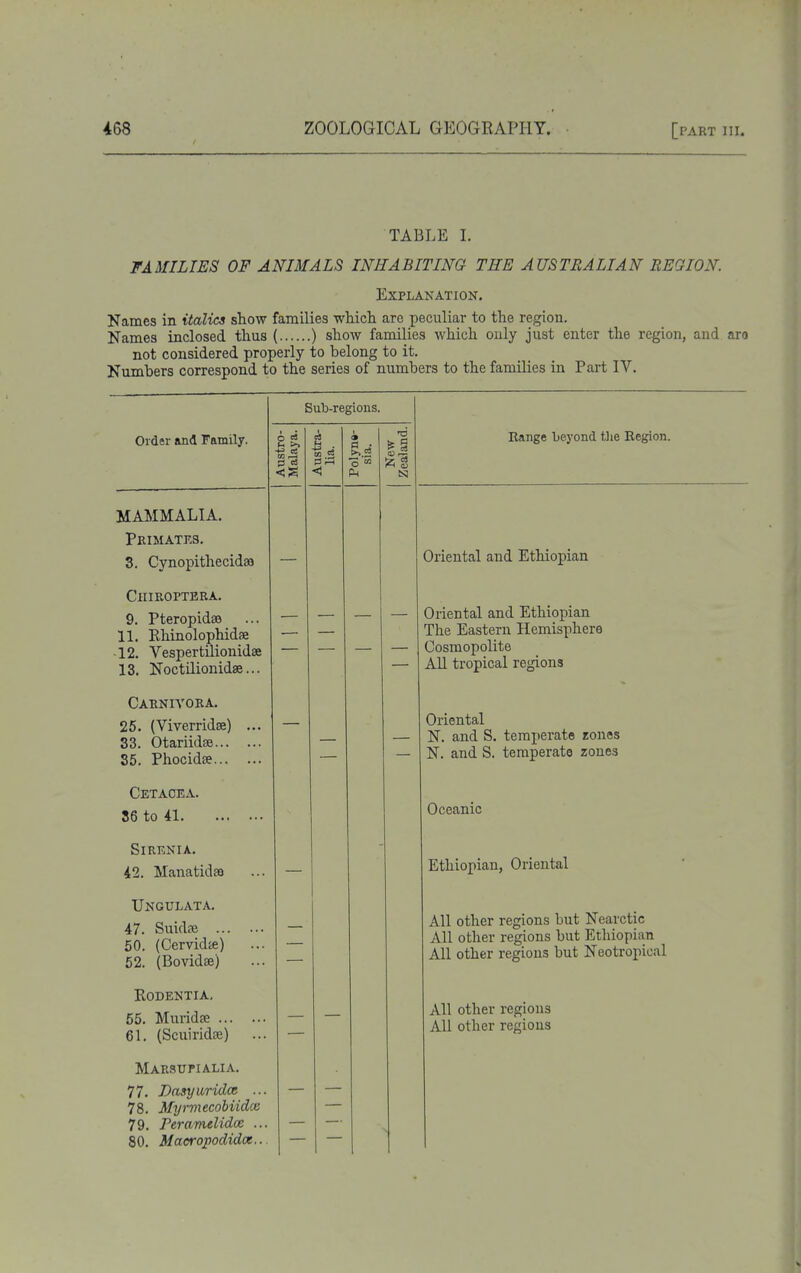 468 ZOOLOGICAL GEOGRAPHY. [PART III.
TABLE I.
FAMILIES OF ANIMALS INHABITING THE AUSTRALIAN REGION.
EXPLANATION.
Names in italics show families which are peculiar to the region.
Names inclosed thus (......) show families which only just enter the region, and are
not considered properly to belong to it.
Numbers correspond to the series of numbers to the families in Part IV.
Order and Family. Sub-regions. Range beyond the Region.
Austro-Malaya. Australia. Polynesia. New Zealand.
MAMMALIA.
PRIMATES.
3. Cynopithecidæ — Oriental and Ethiopian
CHIROPTERA.
9. Pteropidæ ... — — — — Oriental and Ethiopian
11. Rhinolophidæ — — The Eastern Hemisphere
12. Vespertilionidæ — — — — Cosmopolite
13. Noctilionidæ... — All tropical regions
CARNIVORA.
25. (Viverridæ) ... — Oriental
33. Otariidæ... ... — — N. and S. temperate zones
35. Phocidæ... ... — — N. and S. temperate zones
CETACEA.
36 to 41. ... ... ... Oceanic
SIRENIA.
42. Manatidæ ... — Ethiopian, Oriental
UNGULATA.
47. Suidæ ... ... — All other regions but Nearctic
50. (Cervidæ) ... — All other regions but Ethiopian
52. (Bovidæ) ... — All other regions but Neotropical
RODENTIA.
55. Muridæ ... ... — — All other regions
61. (Scuiridæ) ... — All other regions
MARSUPIALIA.
77. Dasyuridæ ... — —
78. Myrmecobiidæ —
79. Peramelidæ ... — —
80. Macropodidæ... — —